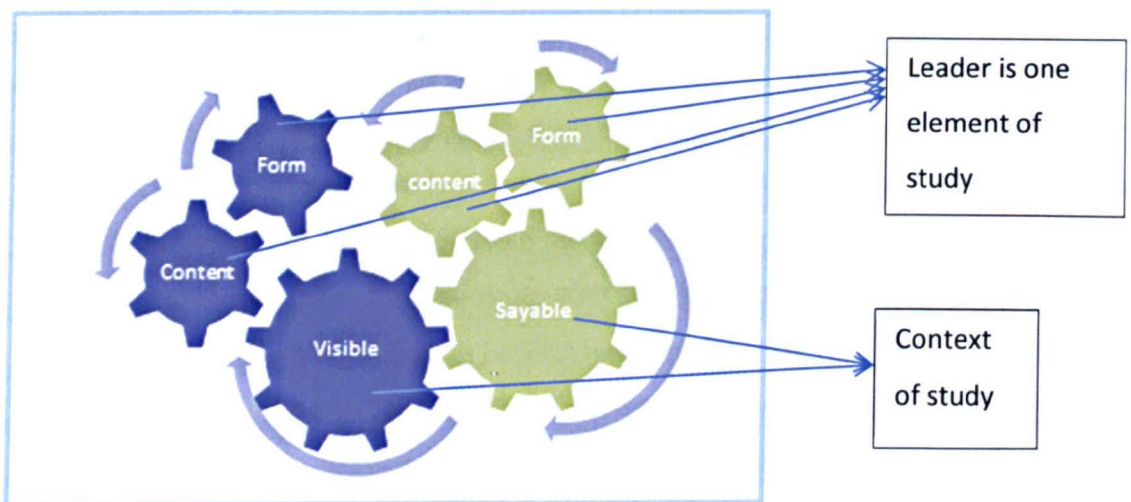 Form
content
Form
Content
Visible
Sayable
Leader is one
element of
study
Context
of study